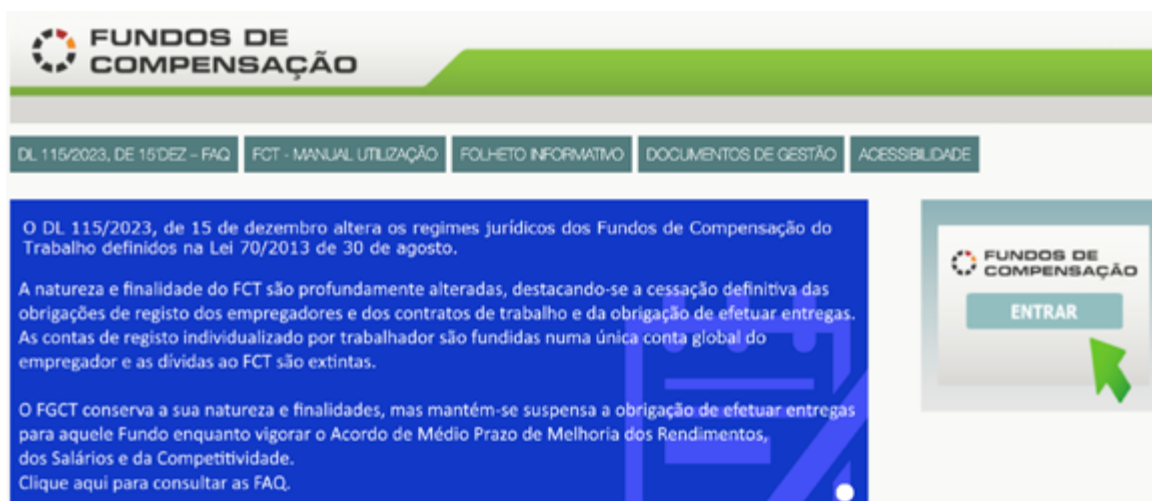 FUNDOS DE
COMPENSAÇÃO
DL 115/2023, DE 15'DEZ – FAQ
FCT - MANUAL UTILIZAÇÃO
FOLHETO INFORMATIVO
DOCUMENTOS DE GESTÃO
ACESSIBILIDADE
O DL 115/2023, de 15 de dezembro altera os regimes jurídicos dos Fundos de Compensação do
Trabalho definidos na Lei 70/2013 de 30 de agosto.
A natureza e finalidade do FCT são profundamente alteradas, destacando-se a cessação definitiva das
obrigações de registo dos empregadores e dos contratos de trabalho e da obrigação de efetuar entregas.
As contas de registo individualizado por trabalhador são fundidas numa única conta global do
empregador e as dívidas ao FCT são extintas.
O FGCT conserva a sua natureza e finalidades, mas mantém-se suspensa a obrigação de efetuar entregas
para aquele Fundo enquanto vigorar o Acordo de Médio Prazo de Melhoria dos Rendimentos,
dos Salários e da Competitividade.
Clique aqui para consultar as FAQ.
FUNDOS DE
COMPENSAÇÃO
ENTRAR